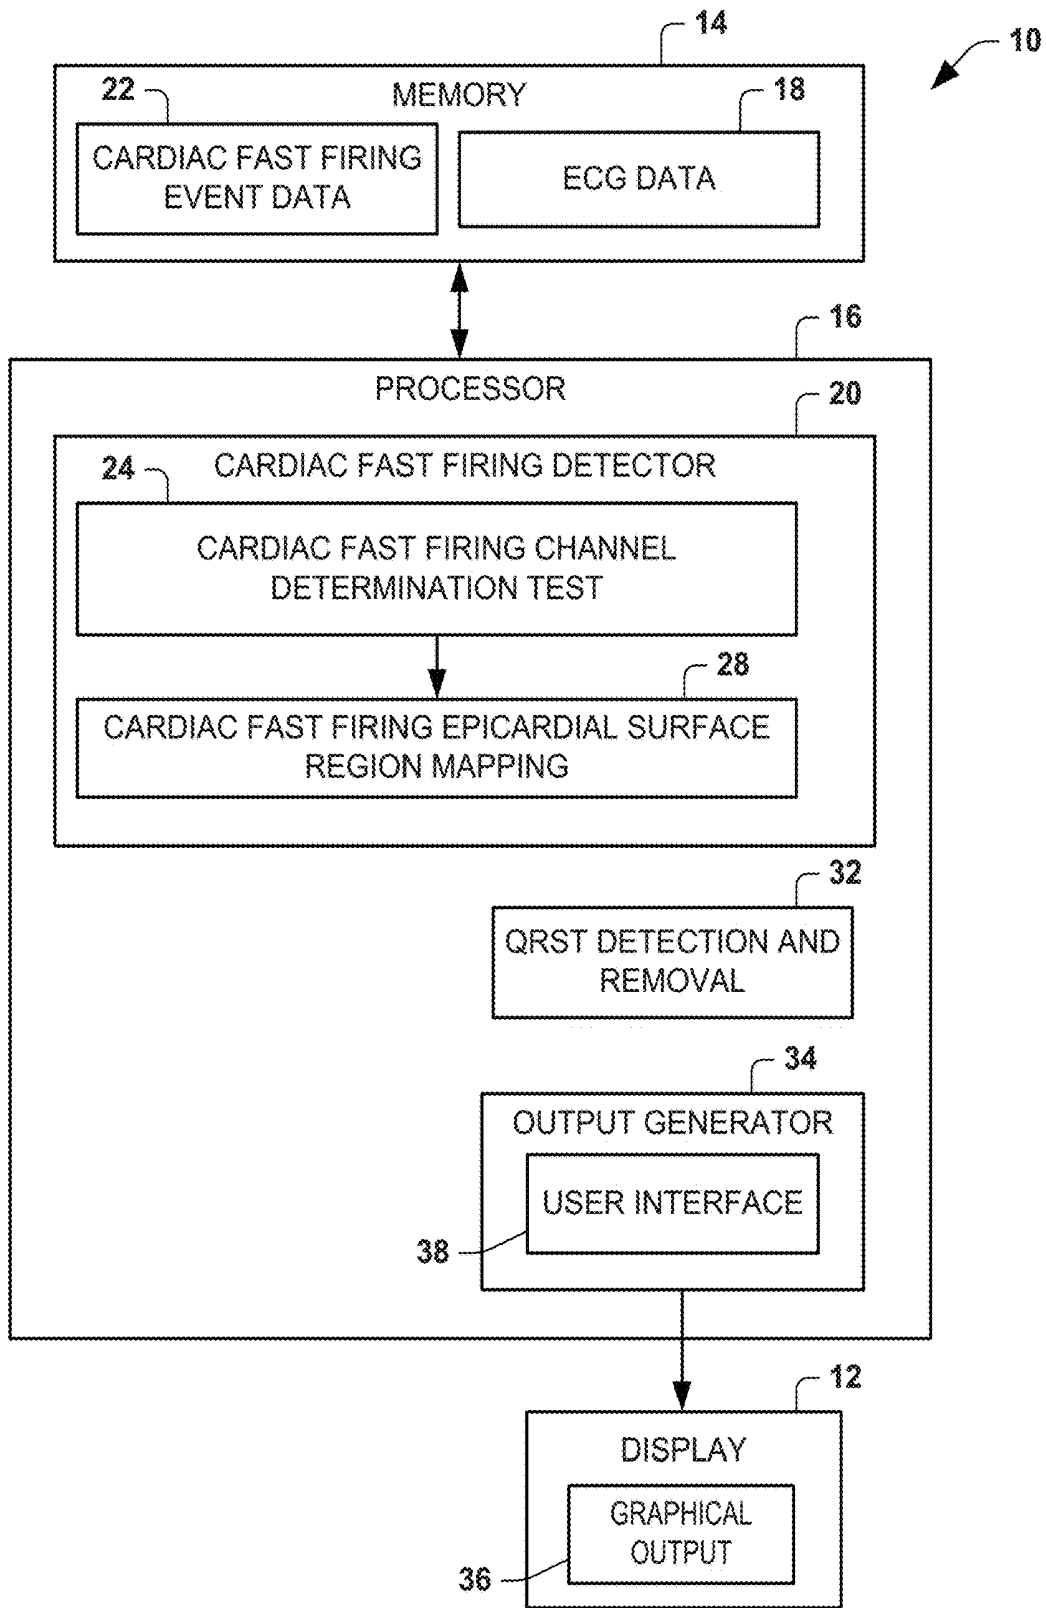 14
10
22
MEMORY
18
CARDIAC FAST FIRING
EVENT DATA
ECG DATA
16
PROCESSOR
20
24
CARDIAC FAST FIRING DETECTOR
CARDIAC FAST FIRING CHANNEL
DETERMINATION TEST
28
CARDIAC FAST FIRING EPICARDIAL SURFACE
REGION MAPPING
32
QRST DETECTION AND
REMOVAL
34
OUTPUT GENERATOR
USER INTERFACE
38
12
DISPLAY
GRAPHICAL
OUTPUT
36